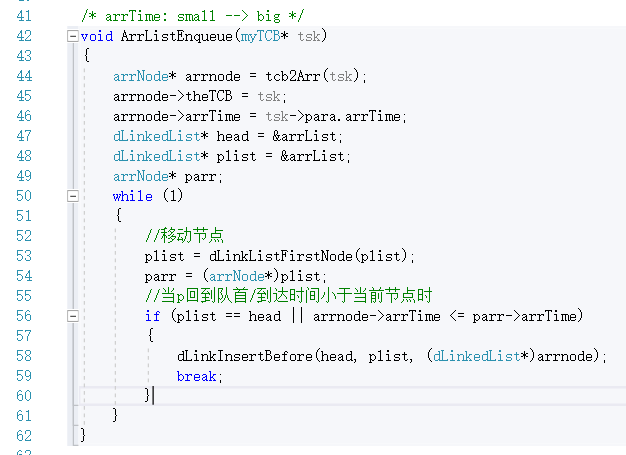 41 /* arrTime: small --> big */
42 void ArrListEnqueue(myTCB* tsk)
43 {
44 arrNode* arrnode = tcb2Arr(tsk);
45 arrnode->theTCB = tsk;
46 arrnode->arrTime = tsk->para.arrTime;
47 dLinkedList* head = &arrList;
48 dLinkedList* plist = &arrList;
49 arrNode* parr;
50 while (1)
51 {
52 //移动节点
53 plist = dLinkListFirstNode(plist);
54 parr = (arrNode*)plist;
55 //当p回到队首/到达时间小于当前节点时
56 if (plist == head || arrnode->arrTime <= parr->arrTime)
57 {
58 dLinkInsertBefore(head, plist, (dLinkedList*)arrnode);
59 break;
60 }
61 }
62 }